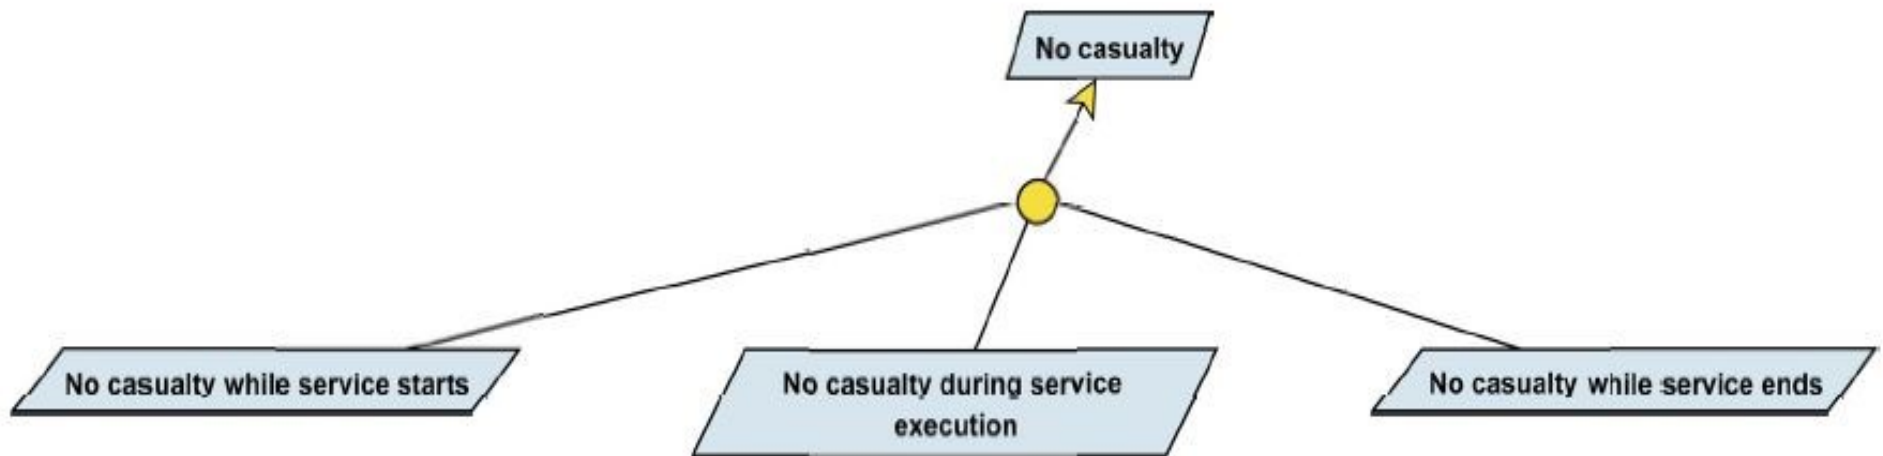 No casualty
No casualty while service starts
No casualty during service
execution
No casualty while service ends